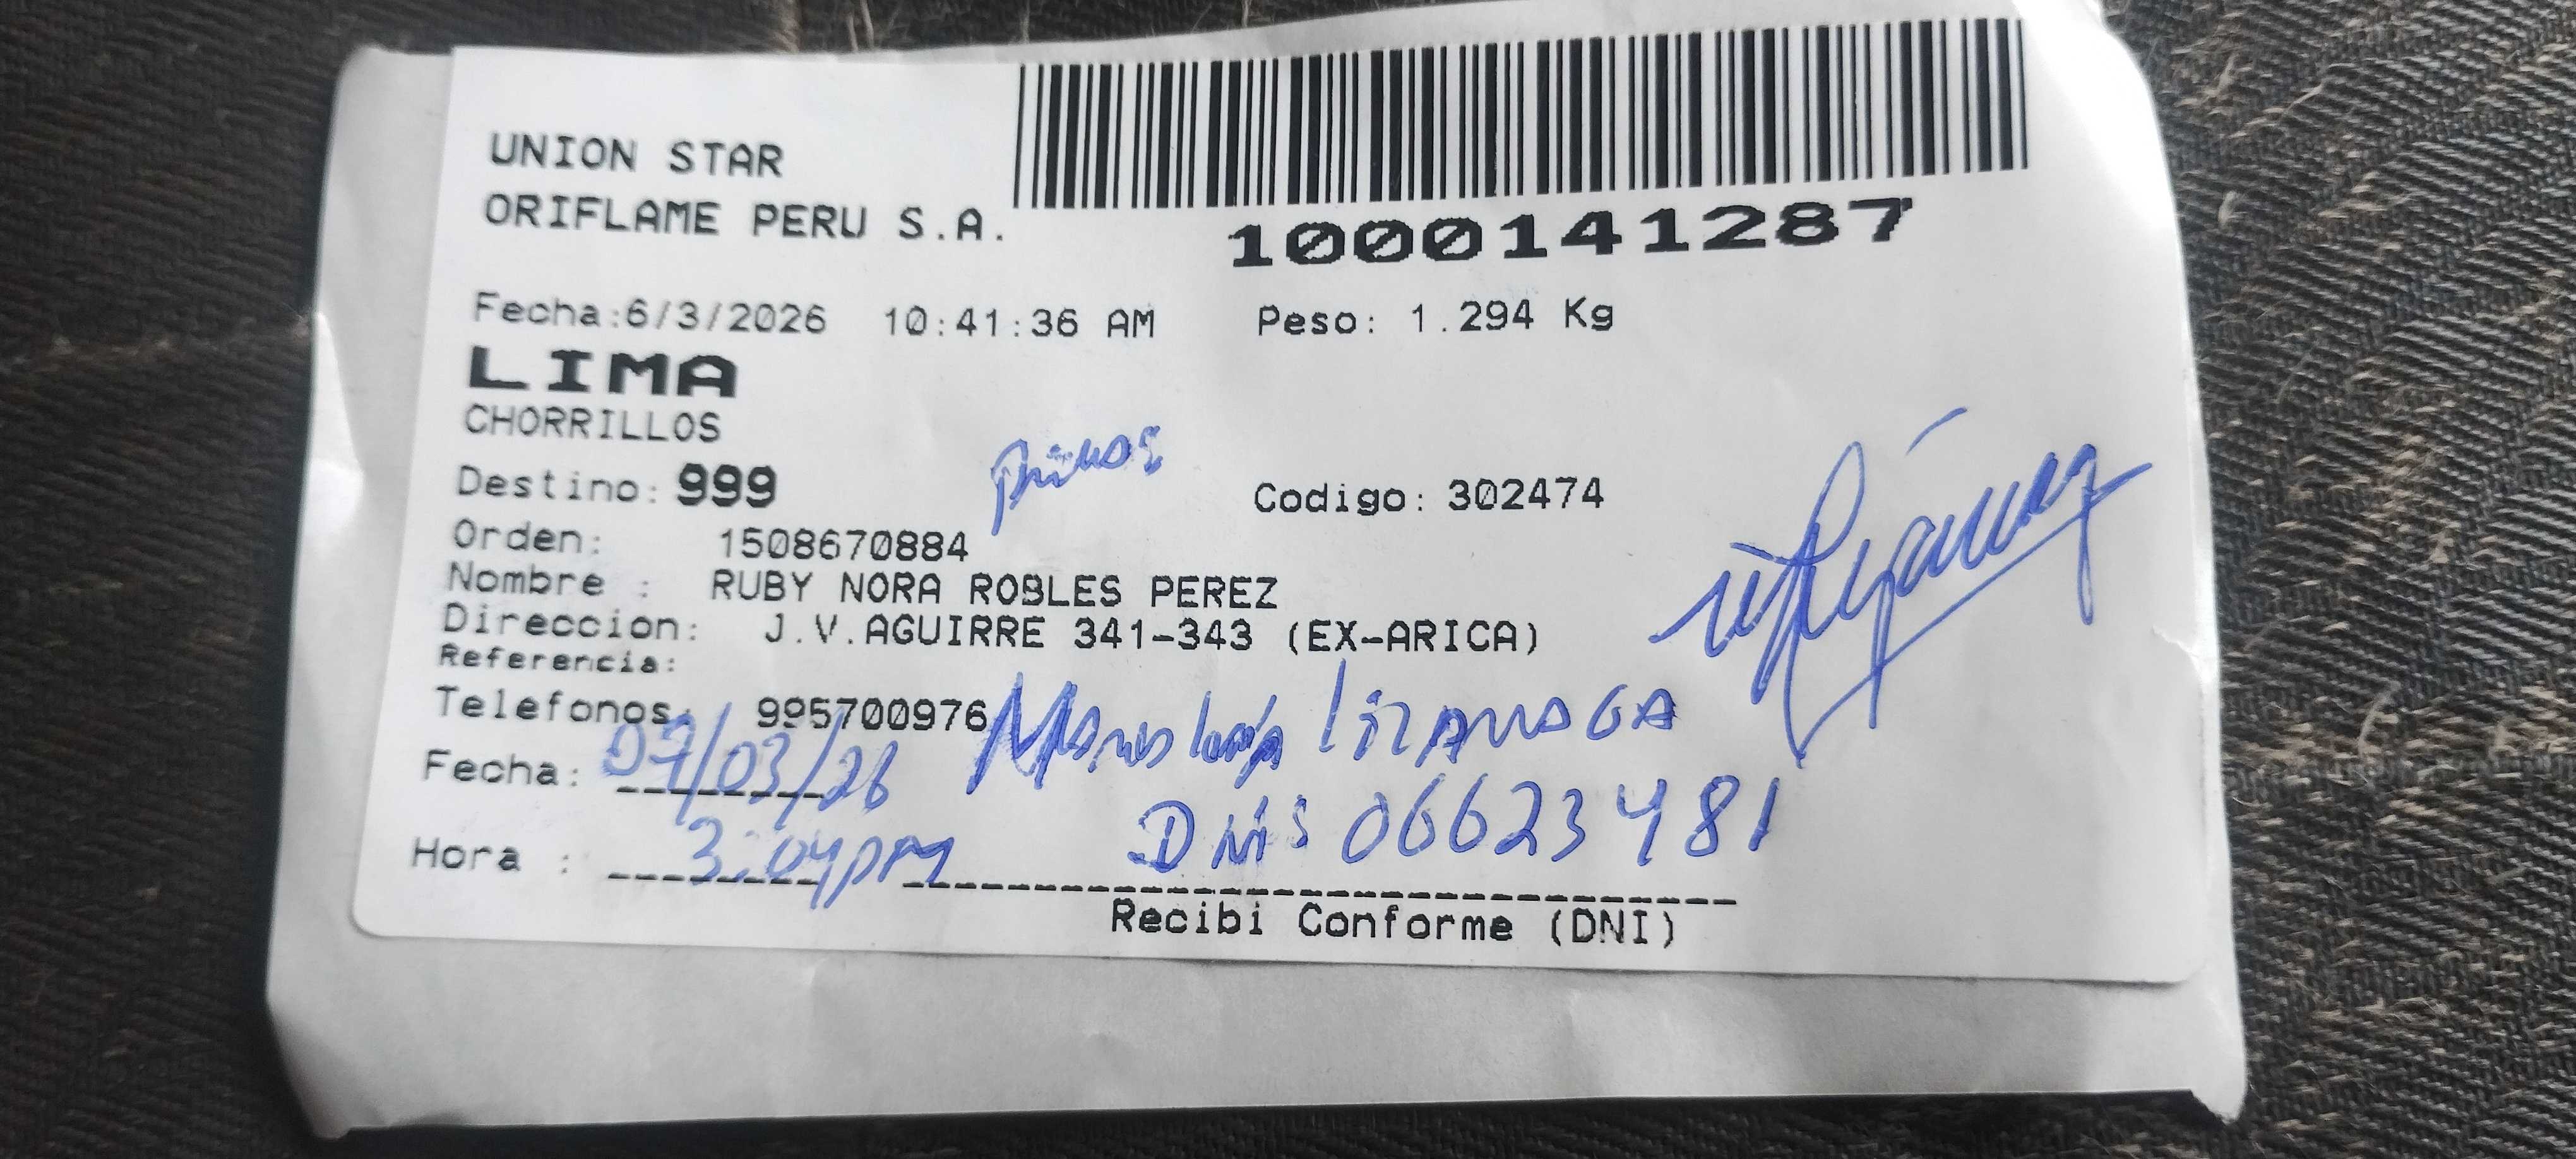 UNION STAR
ORIFLAME PERU S.A.
1000141287
Fecha:6/3/2026 10:41:36 AM Peso: 1.294 Kg
LIMA
CHORRILLOS
Destino: 999 Codigo: 302474
Orden: 1508670884
Nombre : RUBY NORA ROBLES PEREZ
Direccion: J.V.AGUIRRE 341-343 (EX-ARICA)
Referencia:
Telefonos: 995700976
Fecha: 07/03/26
DNI: 06623481
Hora : 3:04pm
Recibi Conforme (DNI)